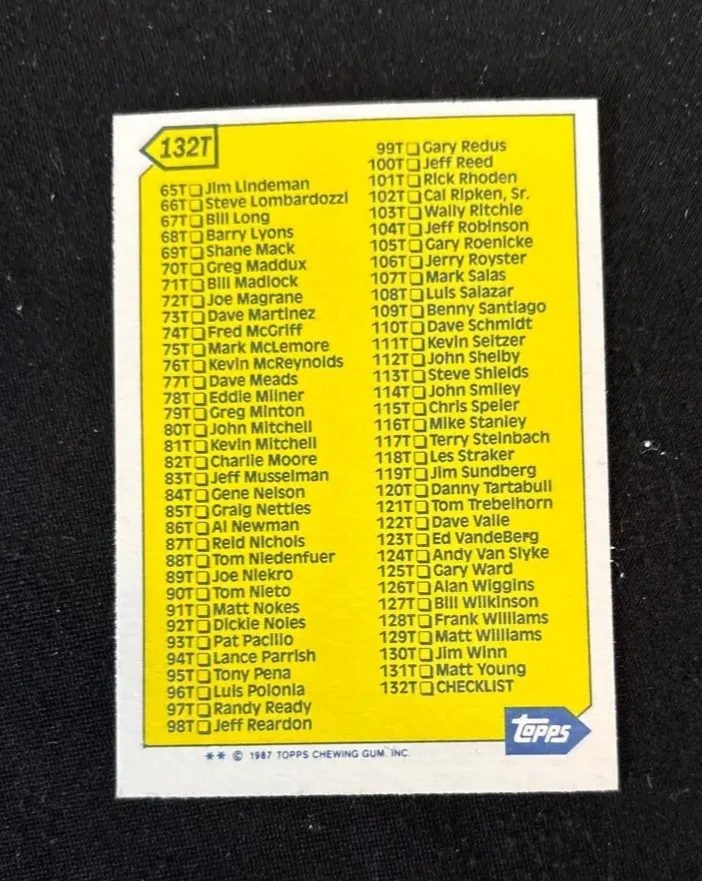 132T
65T Jim Lindeman
66T Steve Lombardozzi
67T Bill Long
68T Barry Lyons
69T Shane Mack
70T Greg Maddux
71T Bill Madlock
72T Joe Magrane
73T Dave Martinez
74T Fred McGriff
75T Mark McLemore
76T Kevin McReynolds
77T Dave Meads
78T Eddie Milner
79T Greg Minton
80T John Mitchell
81T Kevin Mitchell
82T Charlie Moore
83T Jeff Musselman
84T Gene Nelson
85T Graig Nettles
86T Al Newman
87T Reid Nichols
88T Tom Niedenfuer
89T Joe Niekro
90T Tom Nieto
91T Matt Nokes
92T Dickie Noles
93T Pat Pacillo
94T Lance Parrish
95T Tony Pena
96T Luis Polonia
97T Randy Ready
98T Jeff Reardon
99T Gary Redus
100T Jeff Reed
101T Rick Rhoden
102T Cal Ripken, Sr.
103T Wally Ritchie
104T Jeff Robinson
105T Gary Roenicke
106T Jerry Royster
107T Mark Salas
108T Luis Salazar
109T Benny Santiago
110T Dave Schmidt
111T Kevin Seitzer
112T John Shelby
113T Steve Shields
114T John Smiley
115T Chris Speier
116T Mike Stanley
117T Terry Steinbach
118T Les Straker
119T Jim Sundberg
120T Danny Tartabull
121T Tom Trebelhorn
122T Dave Valle
123T Ed VandeBerg
124T Andy Van Slyke
125T Gary Ward
126T Alan Wiggins
127T Bill Wilkinson
128T Frank Williams
129T Matt Williams
130T Jim Winn
131T Matt Young
132T CHECKLIST
Topps
** © 1987 TOPPS CHEWING GUM, INC.